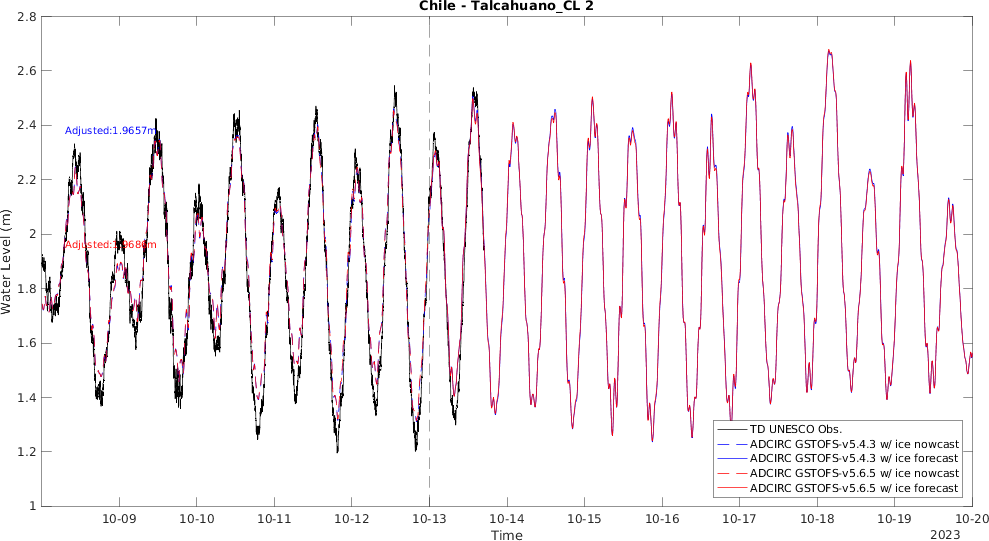 Chile - Talcahuano_CL 2
Water Level (m)
2.8
2.6
2.4
2.2
2
1.8
1.6
1.4
1.2
1
Adjusted:1.9657m
TD UNESCO Obs.
ADCIRC GSTOFS-v5.4.3 w/ ice nowcast
ADCIRC GSTOFS-v5.4.3 w/ ice forecast
ADCIRC GSTOFS-v5.6.5 w/ ice nowcast
ADCIRC GSTOFS-v5.6.5 w/ ice forecast
10-09 10-10 10-11 10-12 10-13 10-14 10-15 10-16 10-17 10-18 10-19 10-20
Time
2023